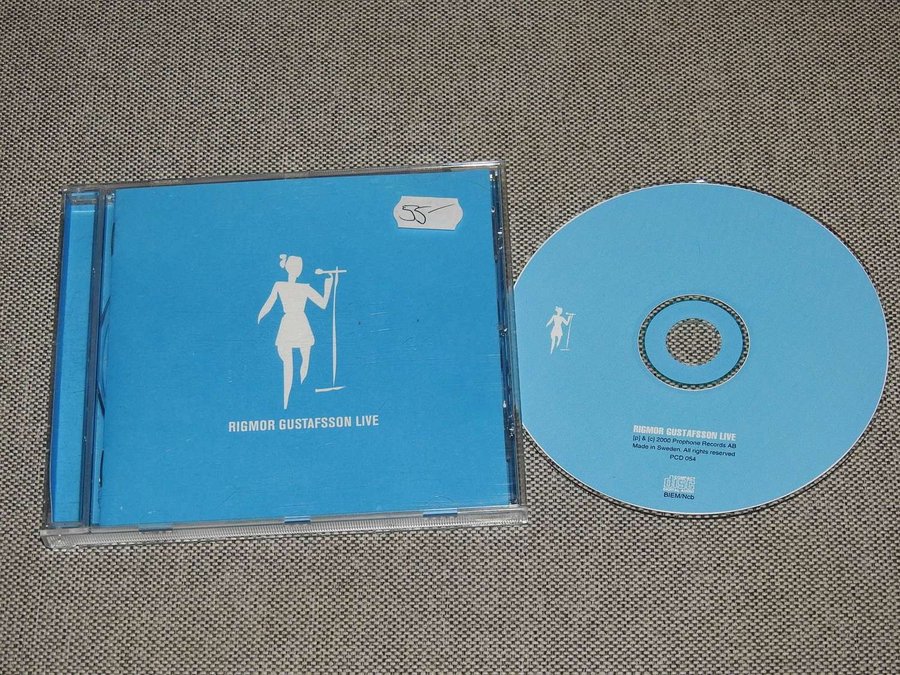 55-
RIGMOR GUSTAFSSON LIVE
RIGMOR GUSTAFSSON LIVE
(p) & (c) 2000 Prophone Records AB
Made in Sweden. All rights reserved
PCD 054
BIEM/Ncb